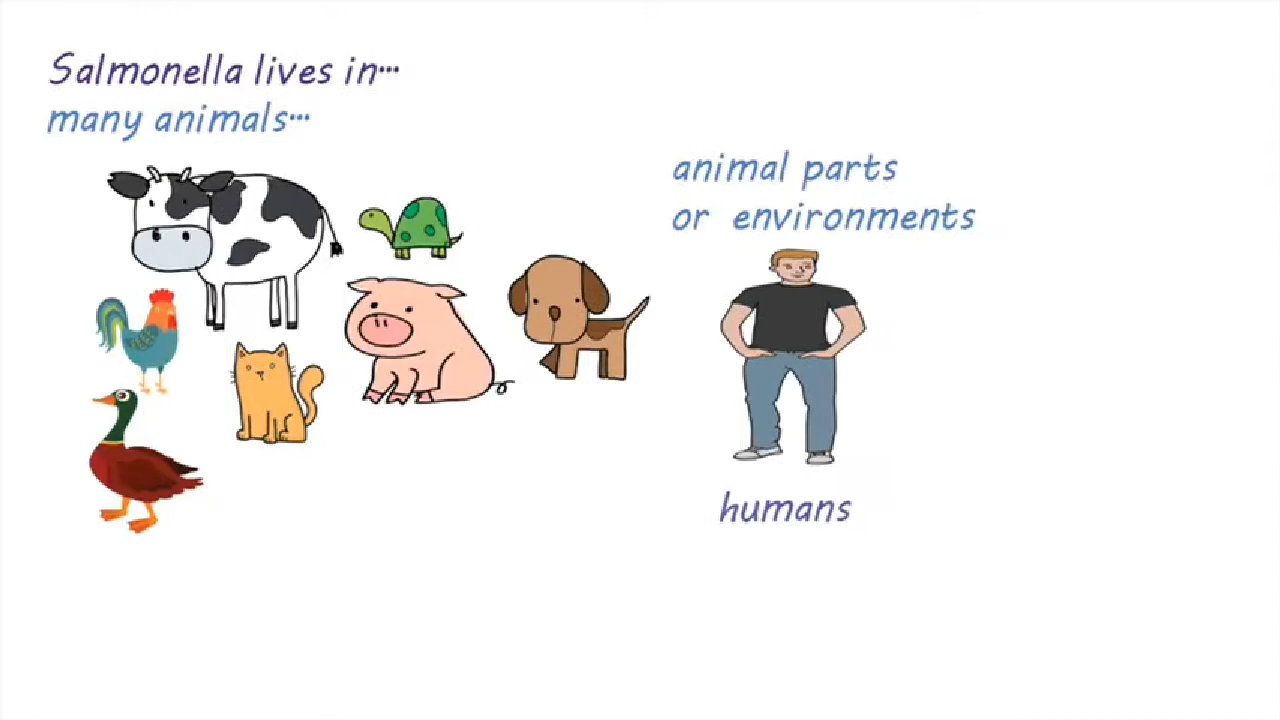 Salmonella lives in...
many animals...
animal parts
or environments
humans